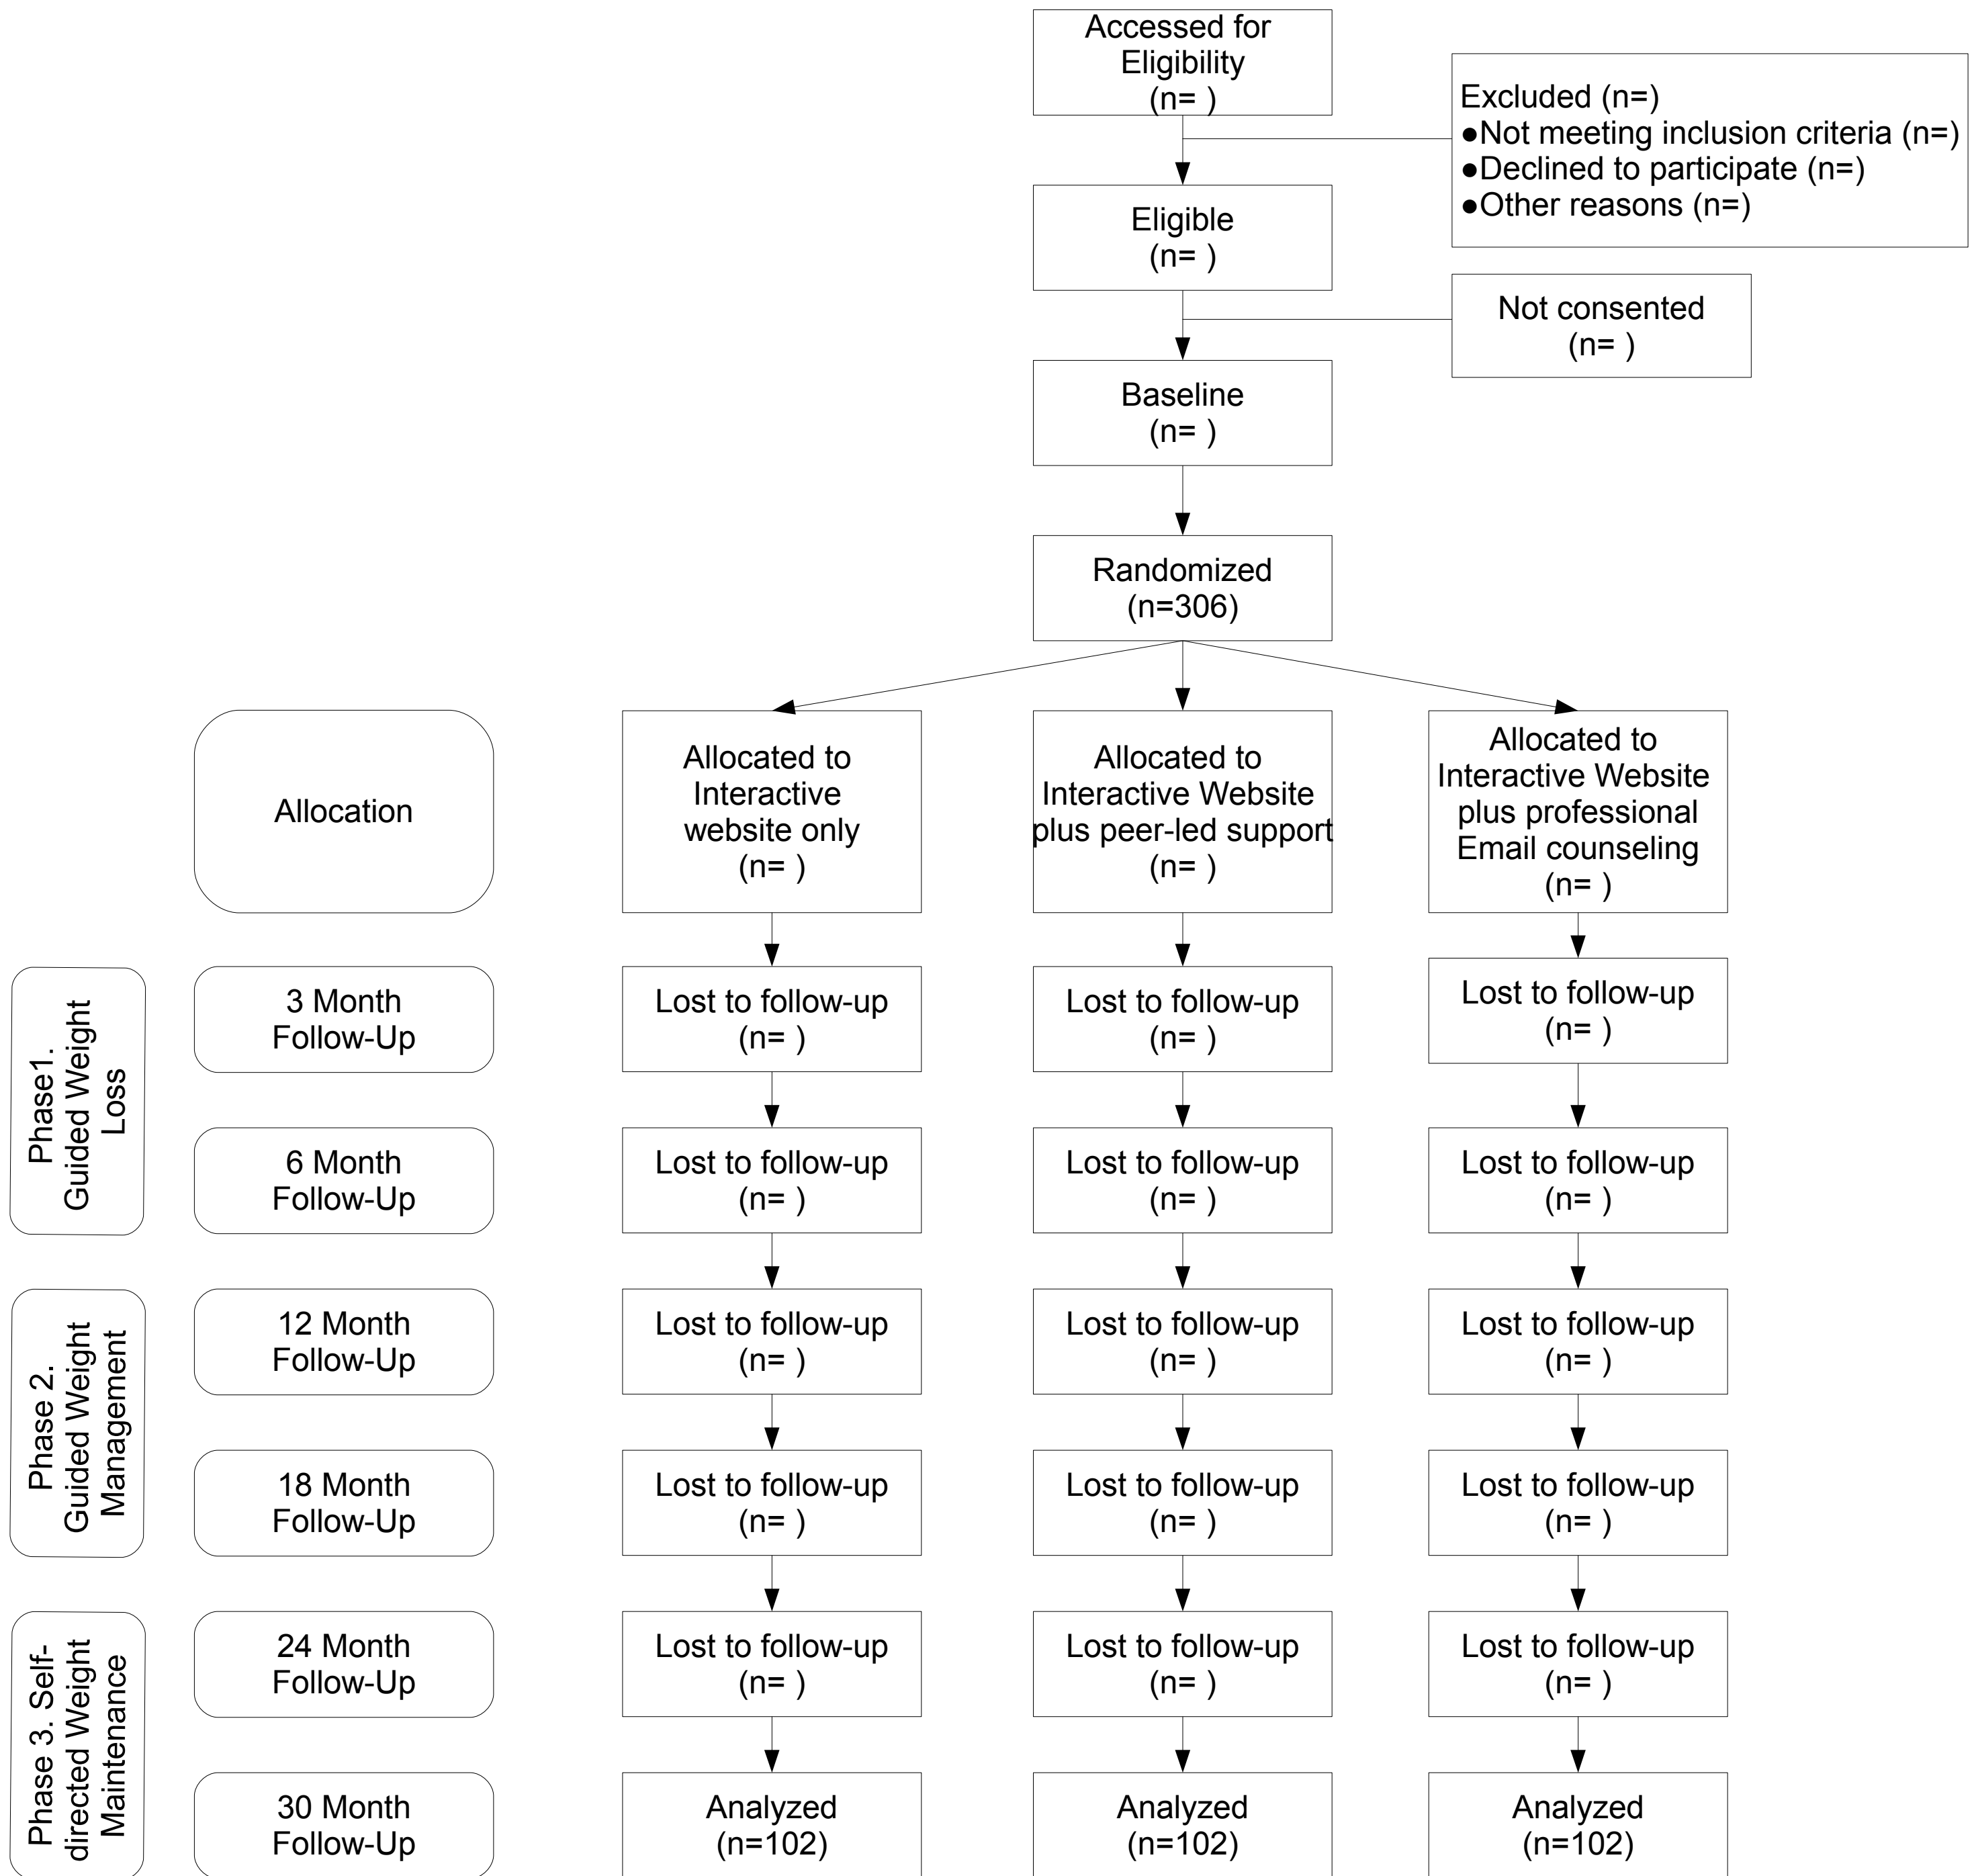 Accessed for
Eligibility
(n= )
Excluded (n=)
●Not meeting inclusion criteria (n=)
●Declined to participate (n=)
●Other reasons (n=)
Eligible
(n= )
Not consented
(n= )
Baseline
(n= )
Randomized
(n=306)
Allocation
Allocated to
Interactive
website only
(n= )
Allocated to
Interactive Website
plus peer-led support
(n= )
Allocated to
Interactive Website
plus professional
Email counseling
(n= )
Phase1.
Guided Weight
Loss
3 Month
Follow-Up
Lost to follow-up
(n= )
Lost to follow-up
(n= )
Lost to follow-up
(n= )
6 Month
Follow-Up
Lost to follow-up
(n= )
Lost to follow-up
(n= )
Lost to follow-up
(n= )
Phase 2.
Guided Weight
Management
12 Month
Follow-Up
Lost to follow-up
(n= )
Lost to follow-up
(n= )
Lost to follow-up
(n= )
18 Month
Follow-Up
Lost to follow-up
(n= )
Lost to follow-up
(n= )
Lost to follow-up
(n= )
Phase 3. Self-
directed Weight
Maintenance
24 Month
Follow-Up
Lost to follow-up
(n= )
Lost to follow-up
(n= )
Lost to follow-up
(n= )
30 Month
Follow-Up
Analyzed
(n=102)
Analyzed
(n=102)
Analyzed
(n=102)